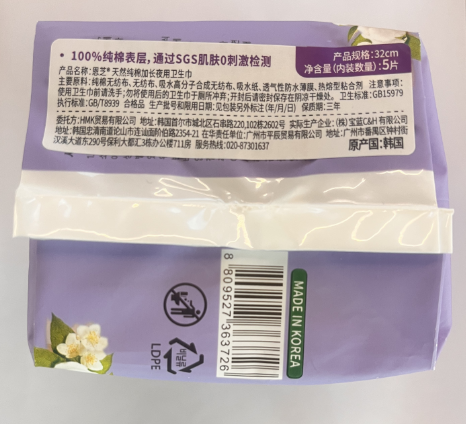 • 100%纯棉表层,通过SGS肌肤0刺激检测
产品规格:32cm
净含量(内装数量):5片
产品名称:恩芝® 天然纯棉加长夜用卫生巾
主要原料:纯棉无纺布、无纺布、吸水高分子合成无纺布、吸水纸、透气性防水薄膜、热熔型粘合剂 注意事项:
使用卫生巾前请洗手;勿将使用后的卫生巾于厕所冲弃;开封后请密封保存在阴凉干燥处。卫生标准:GB15979
执行标准:GB/T8939 合格品 生产批号和限用日期:见包装另外标注(年/月/日) 保质期:三年
委托方:HMK贸易有限公司 地址:韩国首尔市城北区石串路220,102栋2602号 实际生产企业:(株)宝蓝C&H有限公司
地址:韩国忠清南道论山市连山面阶伯路2354-21 在华责任单位:广州市平辰贸易有限公司 地址:广州市番禺区钟村街
汉溪大道东290号保利大都汇3栋办公楼711房 服务热线:020-87301637
原产国:韩国
MADE IN KOREA
8 809527 363726
비닐류
LDPE